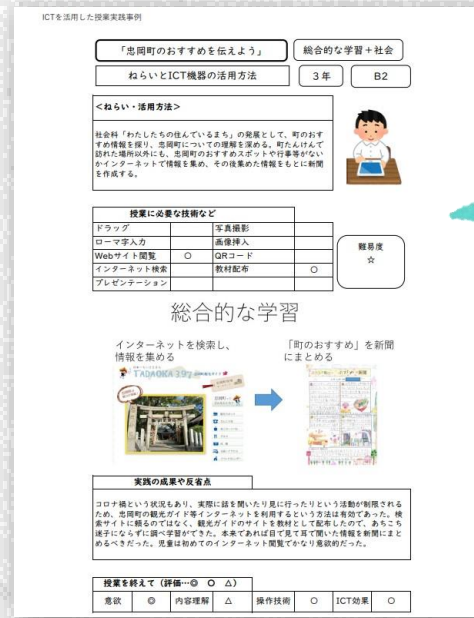 ICTを活用した授業実践事例
「忠岡町のおすすめを伝えよう」
総合的な学習+社会
ねらいとICT機器の活用方法
3年
B2
<ねらい・活用方法>
社会科「わたしたちの住んでいるまち」の発展として、町のおす
すめ情報を探り、忠岡町についての理解を深める。町たんけんで
訪れた場所以外にも、忠岡町のおすすめスポットや行事等がない
かインターネットで情報を集め、その後集めた情報をもとに新聞
を作成する。
授業に必要な技術など
ドラッグ 写真撮影
ローマ字入力 画像挿入
Webサイト閲覧 ○ QRコード
インターネット検索 教材配布 ○
プレゼンテーション
難易度
☆
総合的な学習
インターネットを検索し、
情報を集める
「町のおすすめ」を新聞
にまとめる
TADAOKA
実践の成果や反省点
コロナ禍という状況もあり、実際に話を聞いたり見に行ったりという活動が制限される
ため、忠岡町の観光ガイド等インターネットを利用するという方法は有効であった。検
索サイトに頼るのではなく、観光ガイドのサイトを教材として配布したので、あちこち
迷子にならずに調べ学習ができた。本来であれば目で見て耳で聞いた情報を新聞にまと
めるべきだった。児童は初めてのインターネット閲覧でかなり意欲的だった。
授業を終えて(評価…◎ ○ △)
意欲 ◎ 内容理解 △ 操作技術 ○ ICT効果 ○